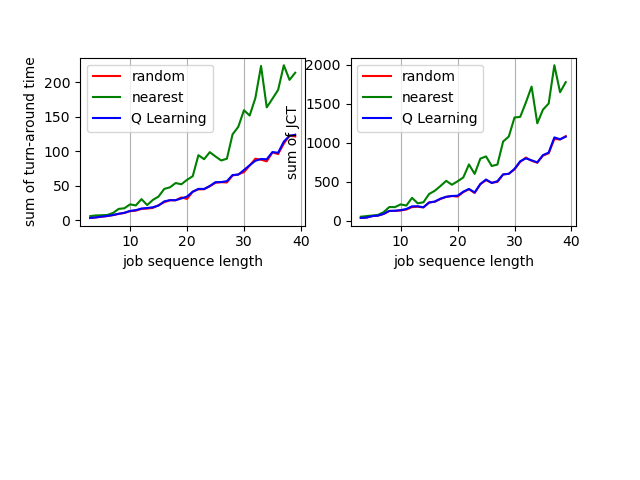 random
nearest
Q Learning
sum of turn-around time
200
150
100
50
0
10
20
30
40
job sequence length
random
nearest
Q Learning
sum of JCT
2000
1500
1000
500
0
10
20
30
40
job sequence length